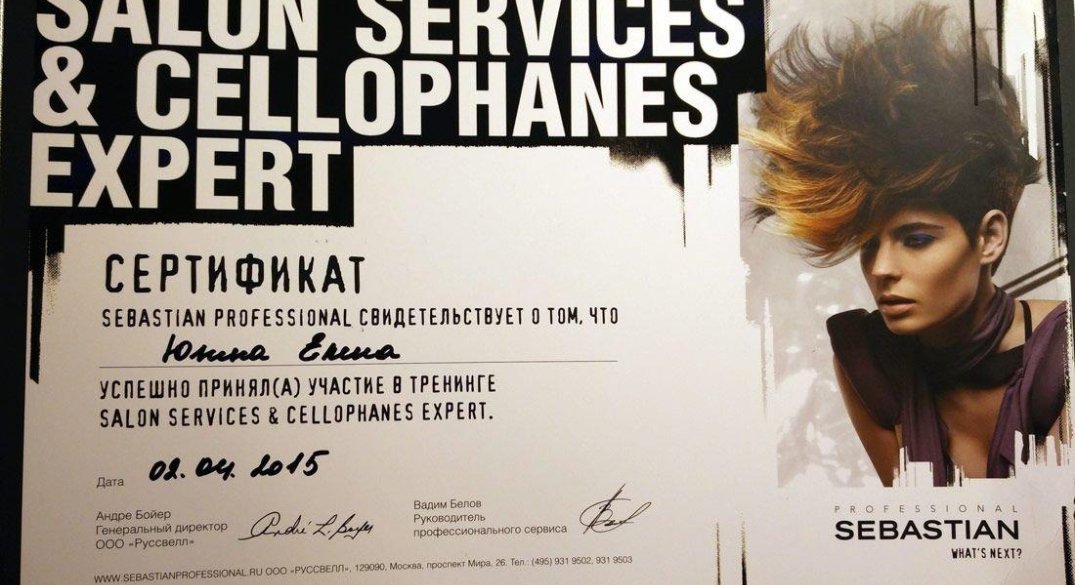 SALON SERVICES
& CELLOPHANES
EXPERT
СЕРТИФИКАТ
SEBASTIAN PROFESSIONAL СВИДЕТЕЛЬСТВУЕТ О ТОМ, ЧТО
Юнина Елена
УСПЕШНО ПРИНЯЛ(А) УЧАСТИЕ В ТРЕНИНГЕ
SALON SERVICES & CELLOPHANES EXPERT.
Дата 02.04.2015
Андре Бойер
Генеральный директор
ООО «Руссвелл»
Вадим Белов
Руководитель
профессионального сервиса
WWW.SEBASTIANPROFESSIONAL.RU ООО «РУССВЕЛЛ», 129090, Москва, проспект Мира, 26. Тел.: (495) 931 9502, 931 9503
PROFESSIONAL
SEBASTIAN
WHAT'S NEXT?